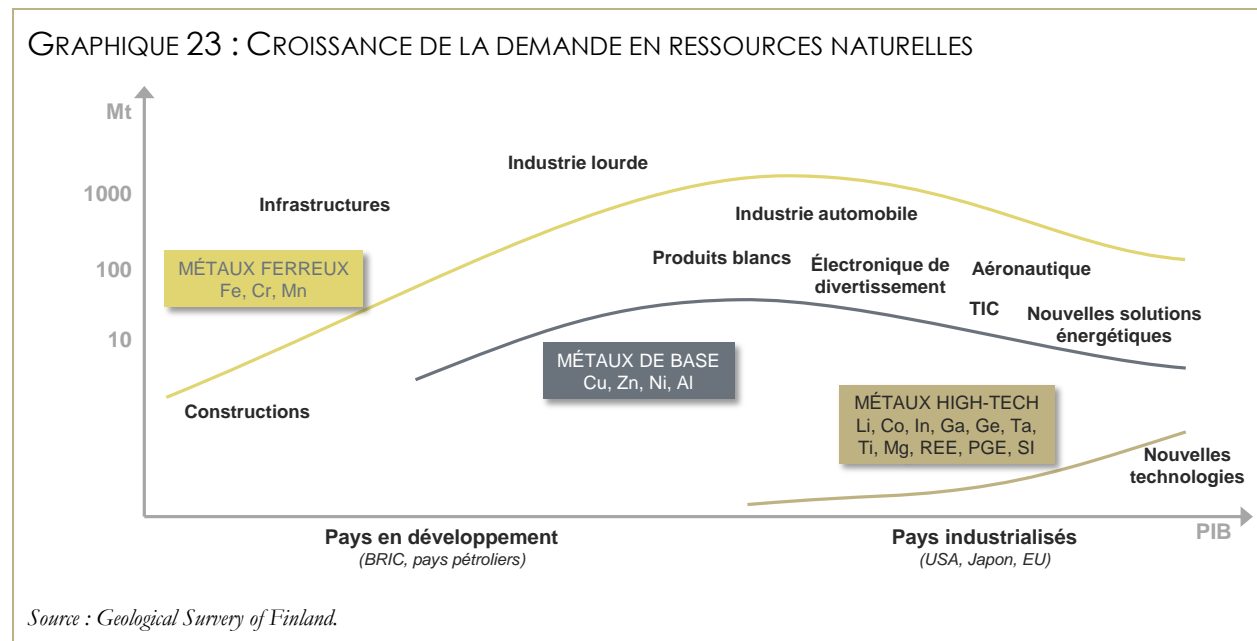 GRAPHIQUE 23 : CROISSANCE DE LA DEMANDE EN RESSOURCES NATURELLES
Mt
1000
100
10
Industrie lourde
Infrastructures
Industrie automobile
Produits blancs
Électronique de
divertissement
Aéronautique
TIC
Nouvelles solutions
énergétiques
MÉTAUX FERREUX
Fe, Cr, Mn
MÉTAUX DE BASE
Cu, Zn, Ni, Al
Constructions
MÉTAUX HIGH-TECH
Li, Co, In, Ga, Ge, Ta,
Ti, Mg, REE, PGE, SI
Nouvelles
technologies
PIB
Pays en développement
(BRIC, pays pétroliers)
Pays industrialisés
(USA, Japon, EU)
Source : Geological Survery of Finland.